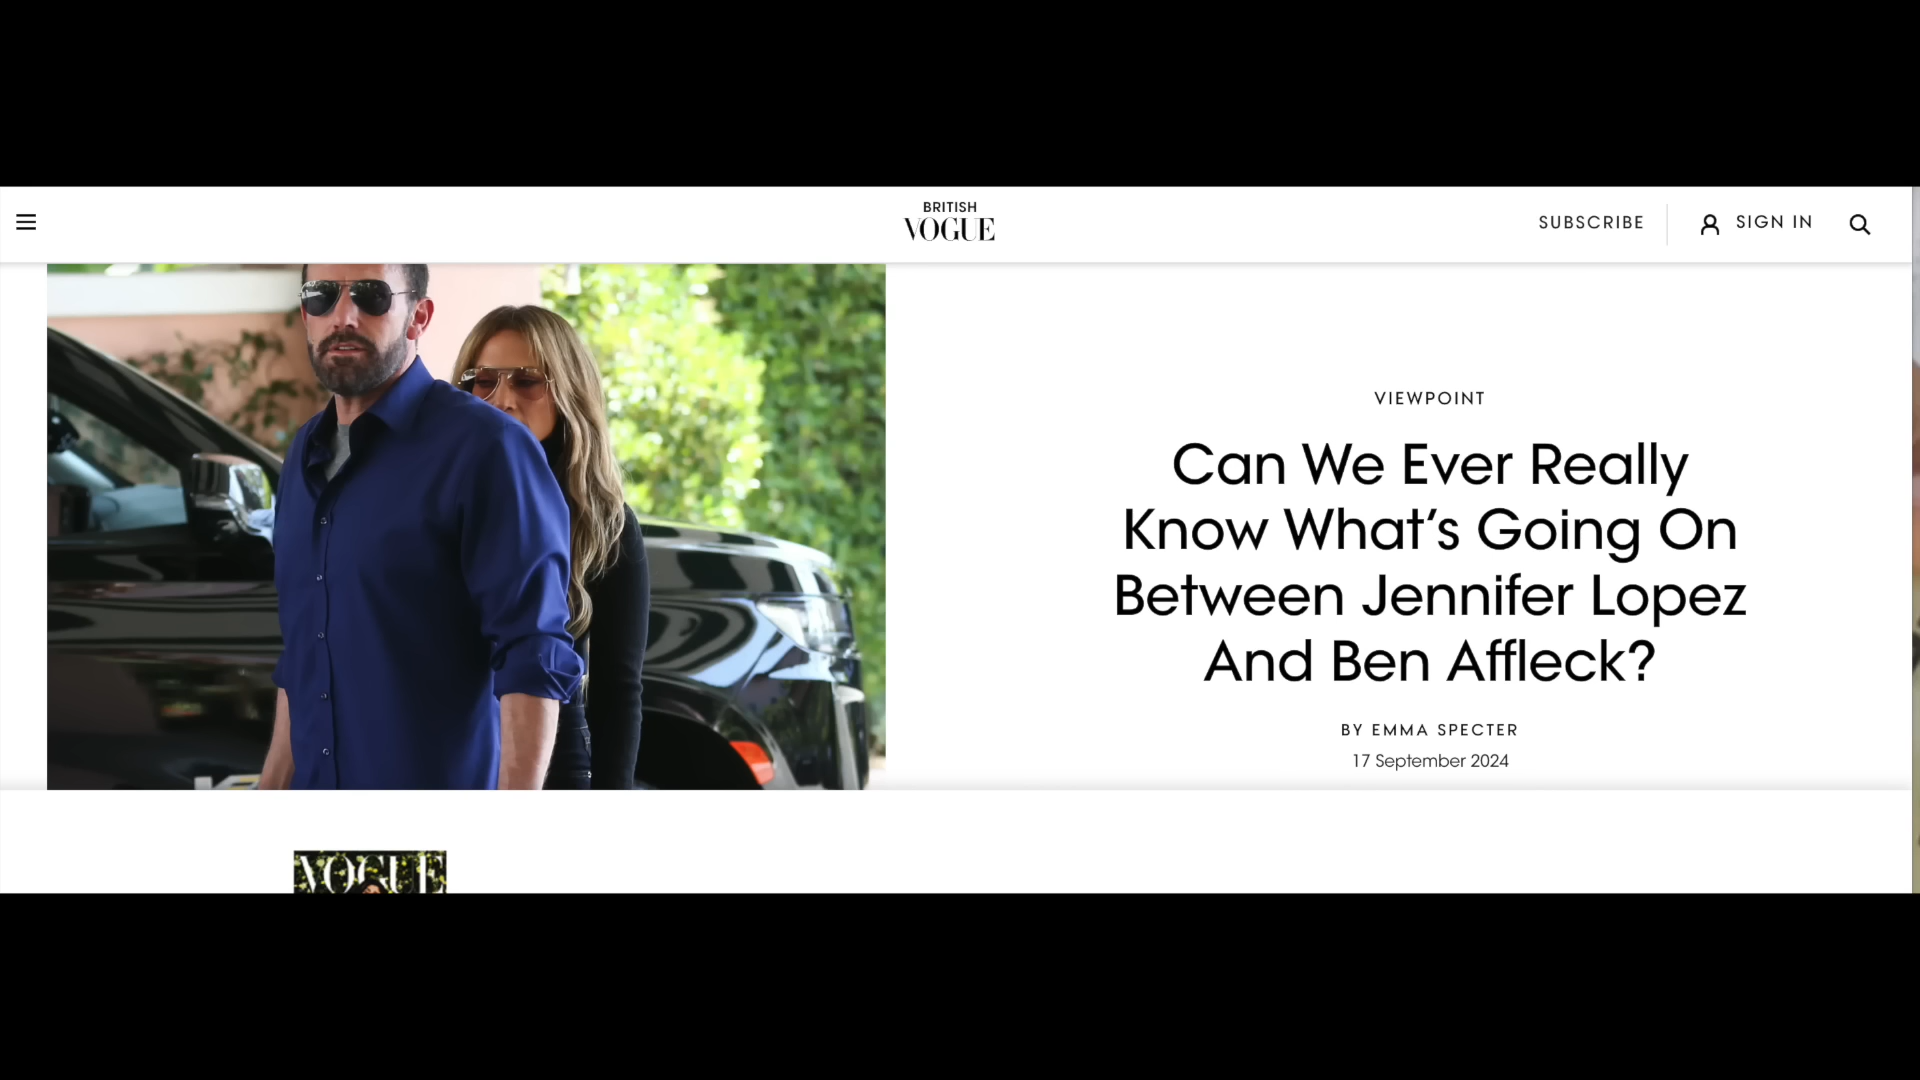 BRITISH
VOGUE
SUBSCRIBE
SIGN IN
VIEWPOINT
Can We Ever Really
Know What’s Going On
Between Jennifer Lopez
And Ben Affleck?
BY EMMA SPECTER
17 September 2024
VOGUE